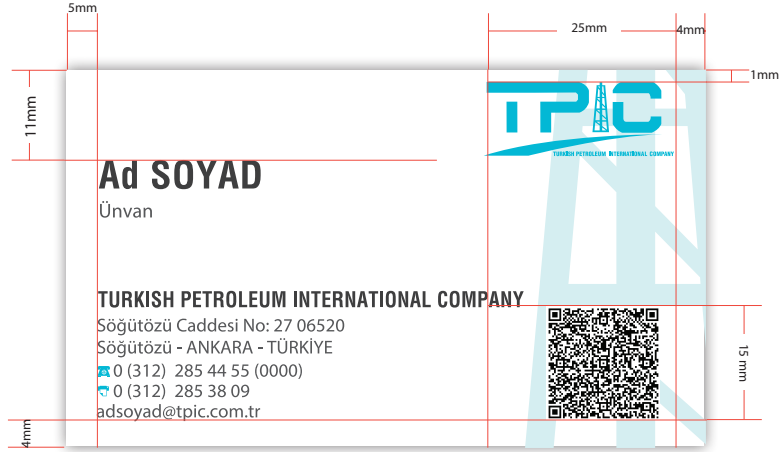 5mm
25mm
4mm
1mm
11mm
TPIC
TURKISH PETROLEUM INTERNATIONAL COMPANY
Ad SOYAD
Ünvan
TURKISH PETROLEUM INTERNATIONAL COMPANY
Söğütözü Caddesi No: 27 06520
Söğütözü - ANKARA - TÜRKİYE
0 (312) 285 44 55 (0000)
0 (312) 285 38 09
adsoyad@tpic.com.tr
15 mm
4mm